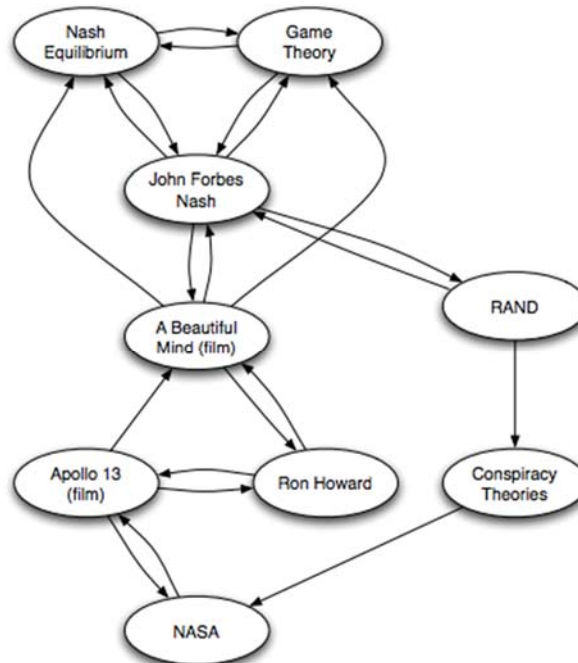 Nash
Equilibrium
Game
Theory
John Forbes
Nash
RAND
A Beautiful
Mind (film)
Apollo 13
(film)
Ron Howard
Conspiracy
Theories
NASA